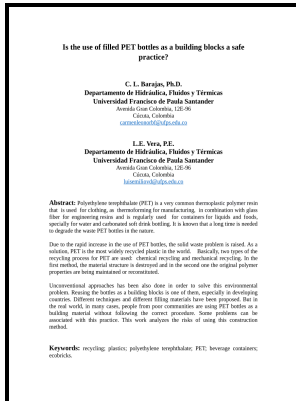 Is the use of filled PET bottles as a building blocks a safe
practice?
C. L. Barajas, Ph.D.
Departamento de Hidráulica, Fluidos y Térmicas
Universidad Francisco de Paula Santander
Avenida Gran Colombia, 12E-96
Cúcuta, Colombia
carmenleonorbf@ufps.edu.co
L.E. Vera, P.E.
Departamento de Hidráulica, Fluidos y Térmicas
Universidad Francisco de Paula Santander
Avenida Gran Colombia, 12E-96
Cúcuta, Colombia
luisemilovd@ufps.edu.co
Abstract: Polyethylene terephthalate (PET) is a very common thermoplastic polymer resin
that is used for clothing, as thermoforming for manufacturing, in combination with glass
fiber for engineering resins and is regularly used for containers for liquids and foods,
specially for water and carbonated soft drink bottling. It is known that a long time is needed
to degrade the waste PET bottles in the nature.
Due to the rapid increase in the use of PET bottles, the solid waste problem is raised. As a
solution, PET is the most widely recycled plastic in the world. Basically, two types of the
recycling process for PET are: chemical recycling and mechanical recycling. In the
first method, the material structure is destroyed and in the second one the original polymer
properties are being maintained or reconstituted.
Unconventional approaches has been also done in order to solve this environmental
problem. Reusing the bottles as a building blocks is one of them, especially in developing
countries. Different techniques and different filling materials have been proposed. But in
the real world, in many cases, people from poor communities are using PET bottles as a
building material without following the correct procedure. Some problems can be
associated with this practice. This work analyzes the risks of using this construction
method.
Keywords: recycling; plastics; polyethylene terephthalate; PET; beverage containers;
ecobricks.